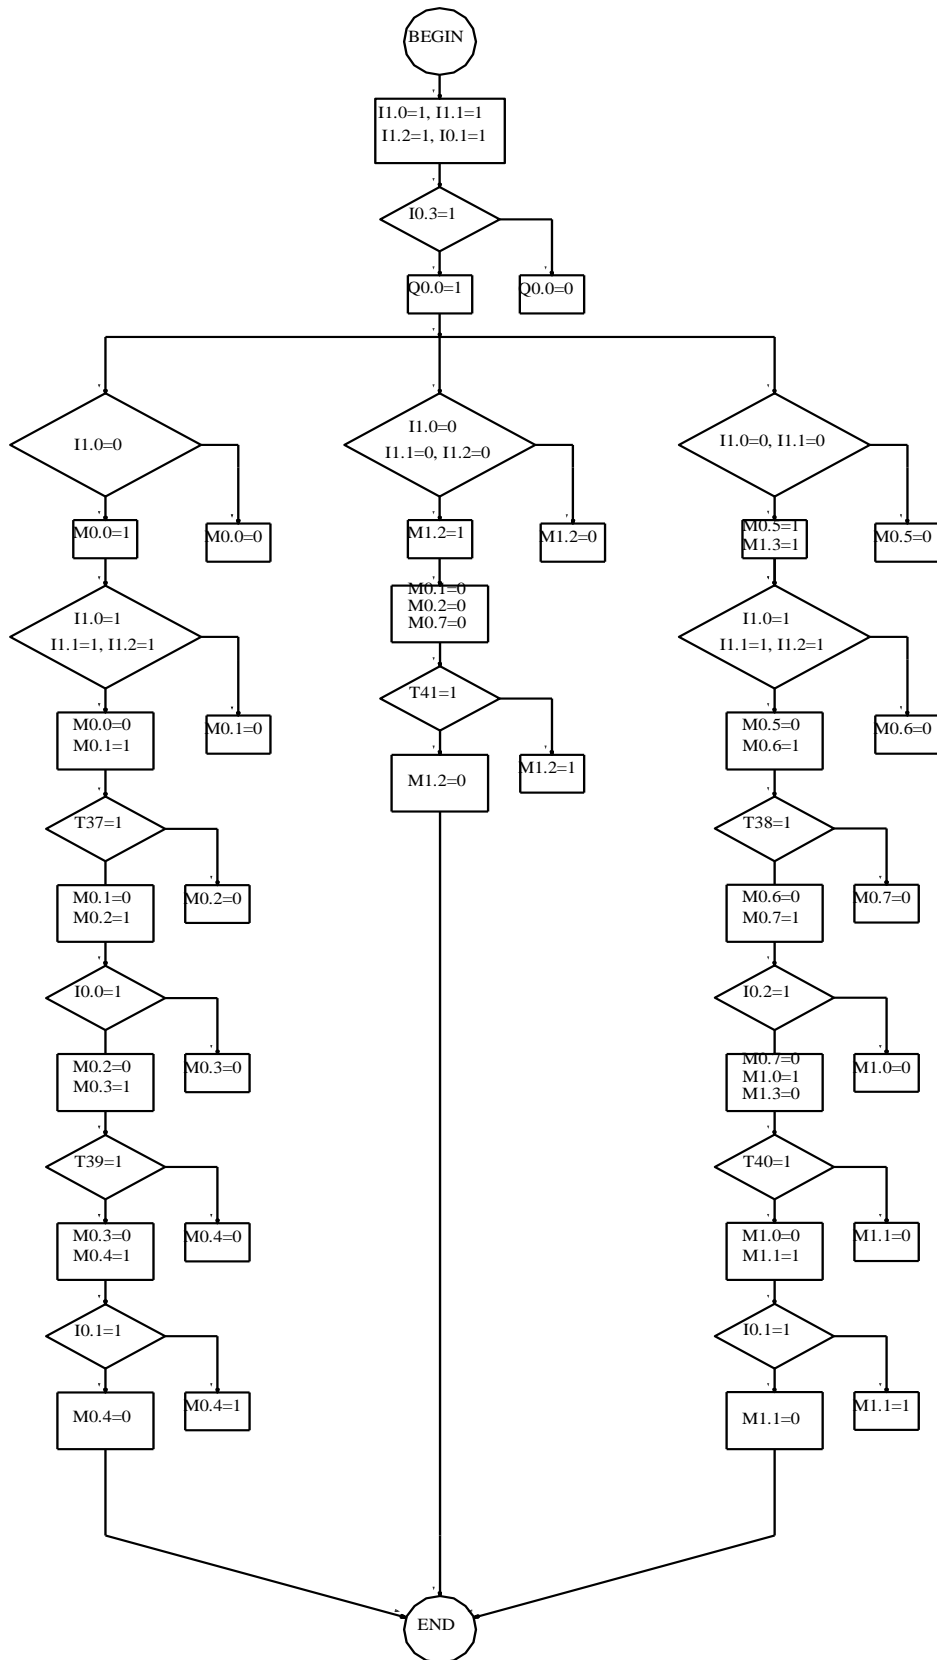 BEGIN
I1.0=1, I1.1=1
I1.2=1, I0.1=1
I0.3=1
Q0.0=1
Q0.0=0
I1.0=0
M0.0=1
M0.0=0
I1.0=1
I1.1=1, I1.2=1
M0.0=0
M0.1=1
M0.1=0
T37=1
M0.1=0
M0.2=1
M0.2=0
I0.0=1
M0.2=0
M0.3=1
M0.3=0
T39=1
M0.3=0
M0.4=1
M0.4=0
I0.1=1
M0.4=0
M0.4=1
I1.0=0
I1.1=0, I1.2=0
M1.2=1
M1.2=0
M0.1=0
M0.2=0
M0.7=0
T41=1
M1.2=0
M1.2=1
I1.0=0, I1.1=0
M0.5=1
M1.3=1
M0.5=0
I1.0=1
I1.1=1, I1.2=1
M0.5=0
M0.6=1
M0.6=0
T38=1
M0.6=0
M0.7=1
M0.7=0
I0.2=1
M0.7=0
M1.0=1
M1.3=0
M1.0=0
T40=1
M1.0=0
M1.1=1
M1.1=0
I0.1=1
M1.1=0
M1.1=1
END